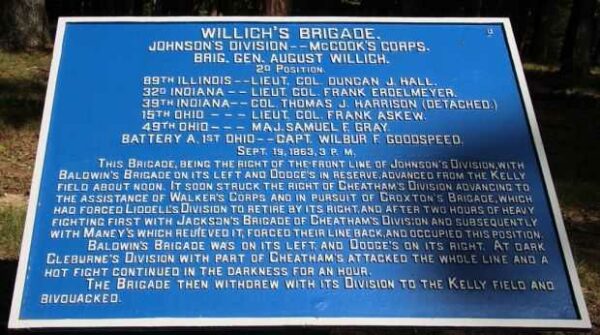 WILLICH'S BRIGADE.
JOHNSON'S DIVISION -- McCOOK'S CORPS.
BRIG. GEN. AUGUST WILLICH.
2D POSITION.
89TH ILLINOIS -- LIEUT. COL. DUNCAN J. HALL.
32D INDIANA -- LIEUT. COL. FRANK ERDELMEYER.
39TH INDIANA -- COL. THOMAS J. HARRISON (DETACHED.)
15TH OHIO --- LIEUT. COL. FRANK ASKEW.
49TH OHIO --- MAJ. SAMUEL F. GRAY.
BATTERY A, 1ST OHIO -- CAPT. WILBUR F. GOODSPEED.
SEPT. 19, 1863, 3 P. M.
THIS BRIGADE, BEING THE RIGHT OF THE FRONT LINE OF JOHNSON'S DIVISION, WITH
BALDWIN'S BRIGADE ON ITS LEFT AND DODGE'S IN RESERVE, ADVANCED FROM THE KELLY
FIELD ABOUT NOON. IT SOON STRUCK THE RIGHT OF CHEATHAM'S DIVISION ADVANCING TO
THE ASSISTANCE OF WALKER'S CORPS AND IN PURSUIT OF CROXTON'S BRIGADE, WHICH
HAD FORCED LIDDELL'S DIVISION TO RETIRE BY ITS RIGHT, AND AFTER TWO HOURS OF HEAVY
FIGHTING FIRST WITH JACKSON'S BRIGADE OF CHEATHAM'S DIVISION AND SUBSEQUENTLY
WITH MANEY'S WHICH RELIEVED IT, FORCED THEIR LINE BACK, AND OCCUPIED THIS POSITION.
BALDWIN'S BRIGADE WAS ON ITS LEFT, AND DODGE'S ON ITS RIGHT. AT DARK
CLEBURNE'S DIVISION WITH PART OF CHEATHAM'S ATTACKED THE WHOLE LINE AND A
HOT FIGHT CONTINUED IN THE DARKNESS FOR AN HOUR.
THE BRIGADE THEN WITHDREW WITH ITS DIVISION TO THE KELLY FIELD AND
BIVOUACKED.